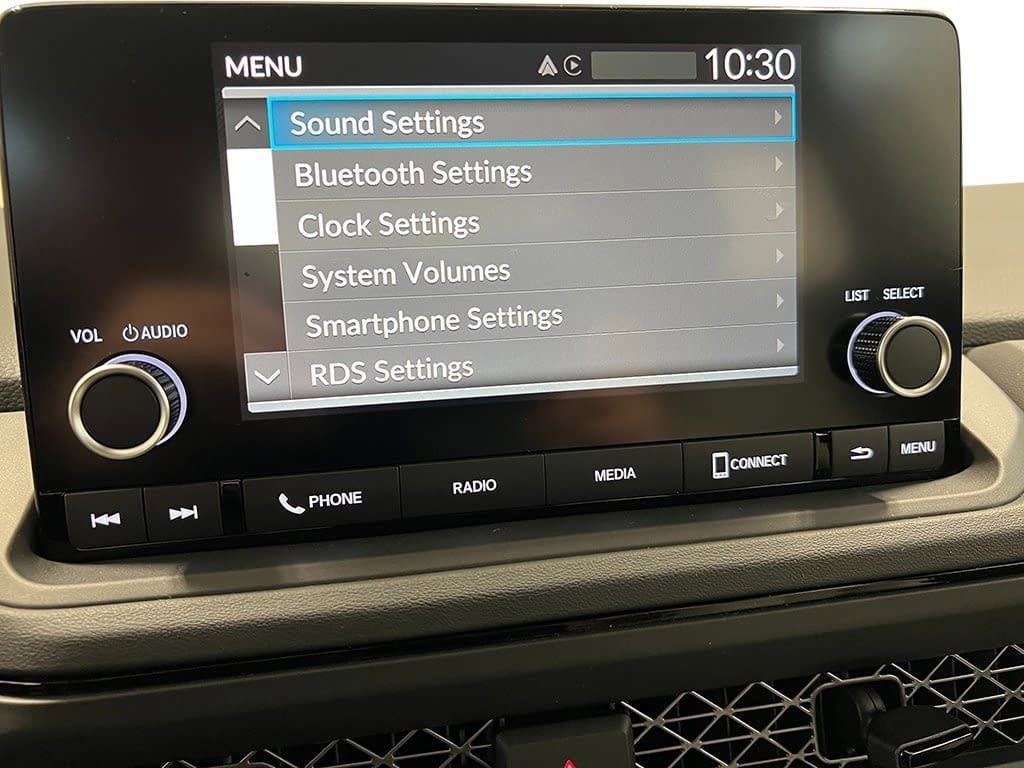 MENU 10:30
Sound Settings
Bluetooth Settings
Clock Settings
System Volumes
Smartphone Settings
RDS Settings
VOL AUDIO
LIST SELECT
PHONE RADIO MEDIA CONNECT MENU